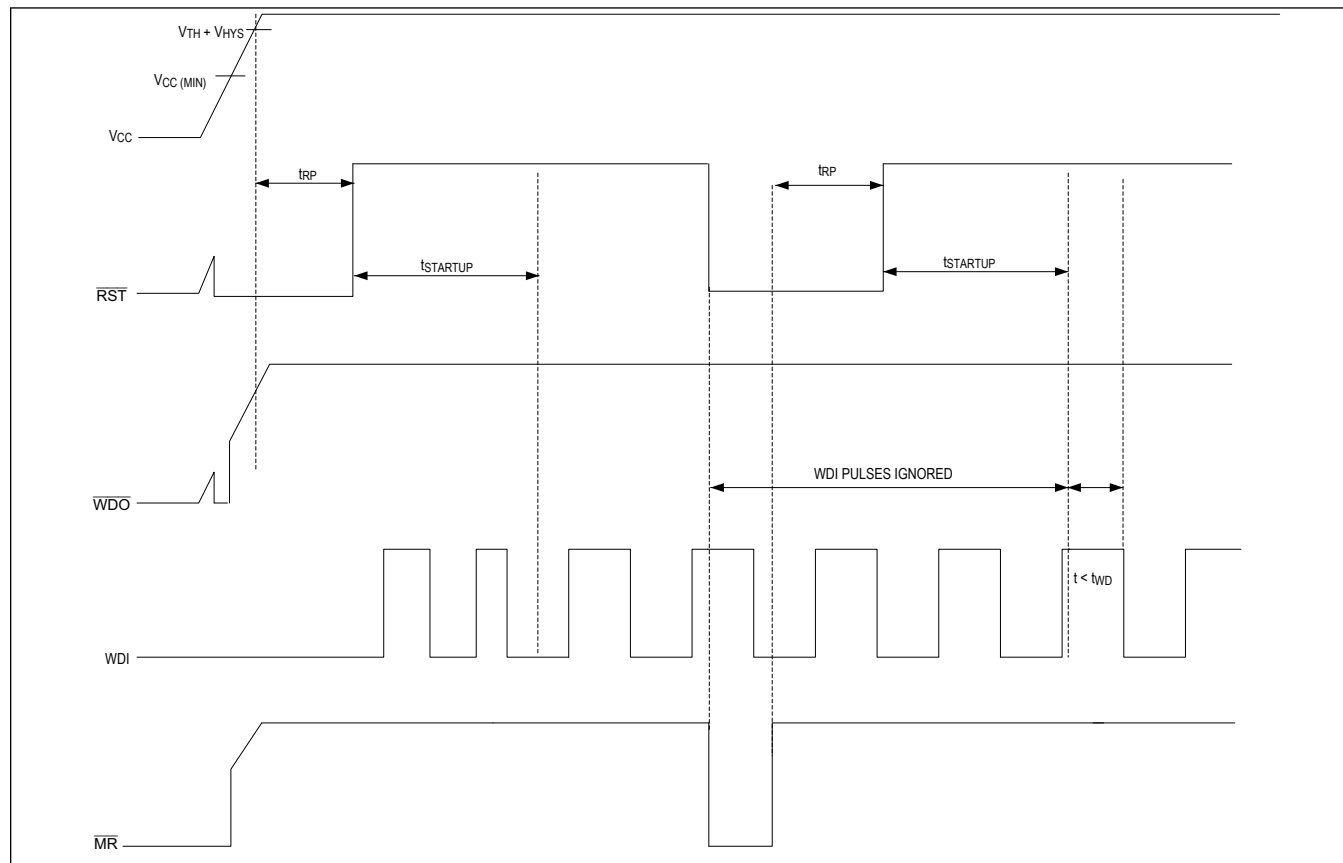 VTH + VHYS
VCC (MIN)
VCC
tRP
tRP
tSTARTUP
tSTARTUP
RST
WDI PULSES IGNORED
WDO
t < tWD
WDI
MR